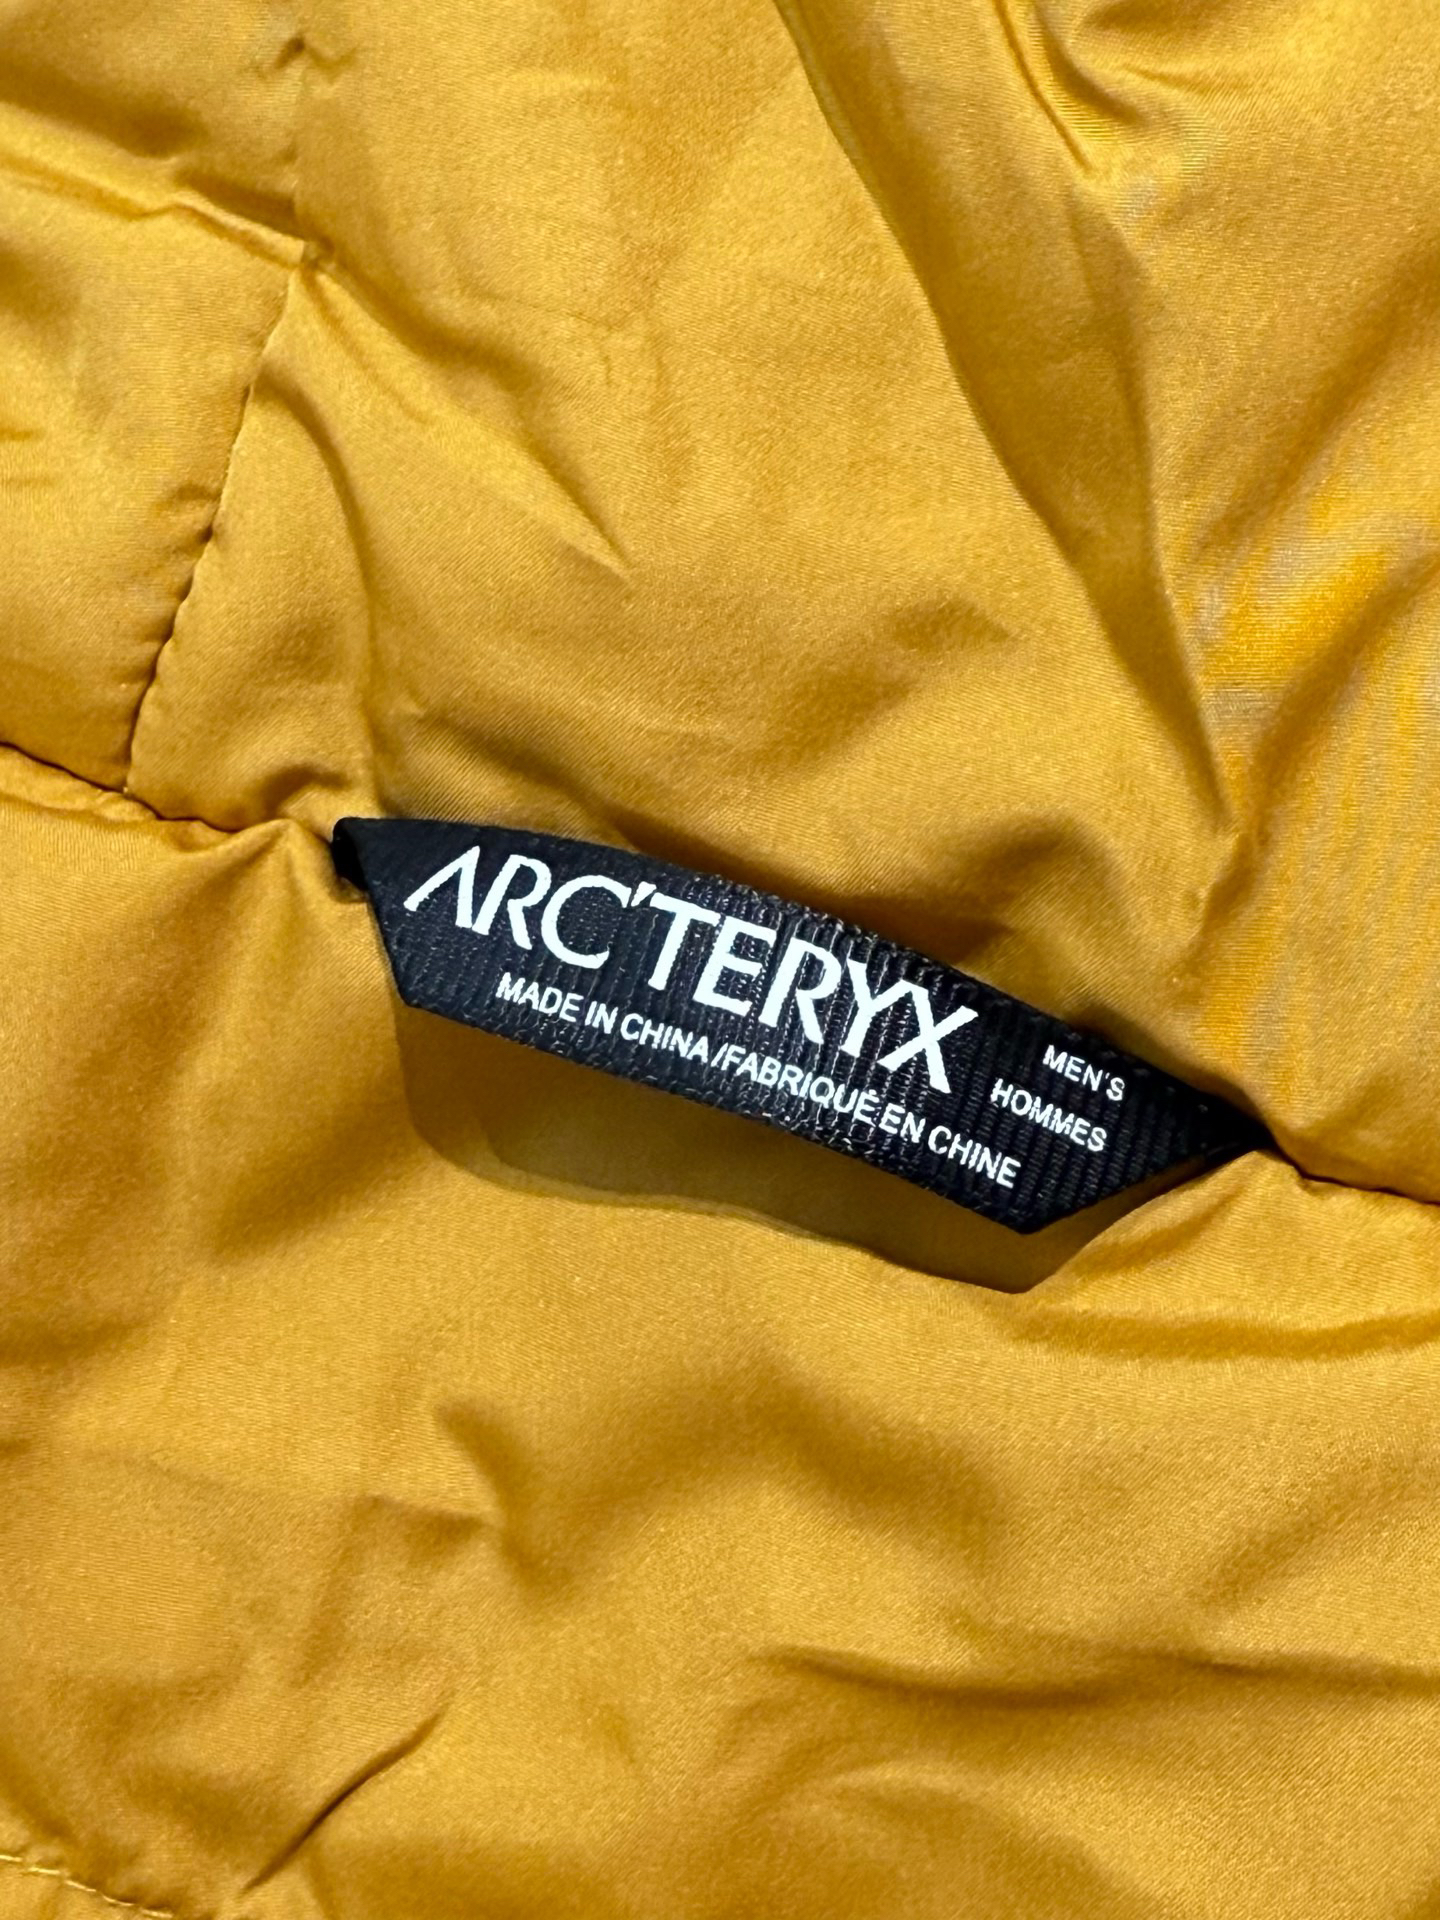 ARC'TERYX
MADE IN CHINA/FABRIQUÉ EN CHINE
MEN'S
HOMMES